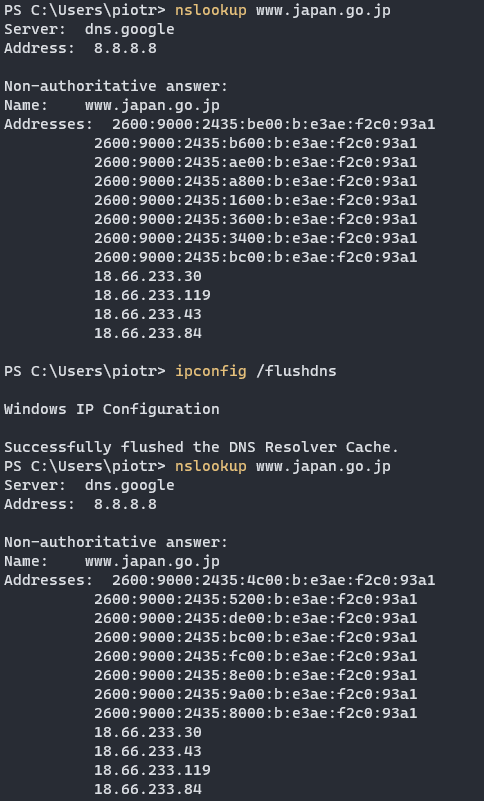 PS C:\Users\piotr> nslookup www.japan.go.jp
Server:  dns.google
Address:  8.8.8.8

Non-authoritative answer:
Name:    www.japan.go.jp
Addresses:  2600:9000:2435:be00:b:e3ae:f2c0:93a1
          2600:9000:2435:b600:b:e3ae:f2c0:93a1
          2600:9000:2435:ae00:b:e3ae:f2c0:93a1
          2600:9000:2435:a800:b:e3ae:f2c0:93a1
          2600:9000:2435:1600:b:e3ae:f2c0:93a1
          2600:9000:2435:3600:b:e3ae:f2c0:93a1
          2600:9000:2435:3400:b:e3ae:f2c0:93a1
          2600:9000:2435:bc00:b:e3ae:f2c0:93a1
          18.66.233.30
          18.66.233.119
          18.66.233.43
          18.66.233.84

PS C:\Users\piotr> ipconfig /flushdns

Windows IP Configuration

Successfully flushed the DNS Resolver Cache.
PS C:\Users\piotr> nslookup www.japan.go.jp
Server:  dns.google
Address:  8.8.8.8

Non-authoritative answer:
Name:    www.japan.go.jp
Addresses:  2600:9000:2435:4c00:b:e3ae:f2c0:93a1
          2600:9000:2435:5200:b:e3ae:f2c0:93a1
          2600:9000:2435:de00:b:e3ae:f2c0:93a1
          2600:9000:2435:bc00:b:e3ae:f2c0:93a1
          2600:9000:2435:fc00:b:e3ae:f2c0:93a1
          2600:9000:2435:8e00:b:e3ae:f2c0:93a1
          2600:9000:2435:9a00:b:e3ae:f2c0:93a1
          2600:9000:2435:8000:b:e3ae:f2c0:93a1
          18.66.233.30
          18.66.233.43
          18.66.233.119
          18.66.233.84